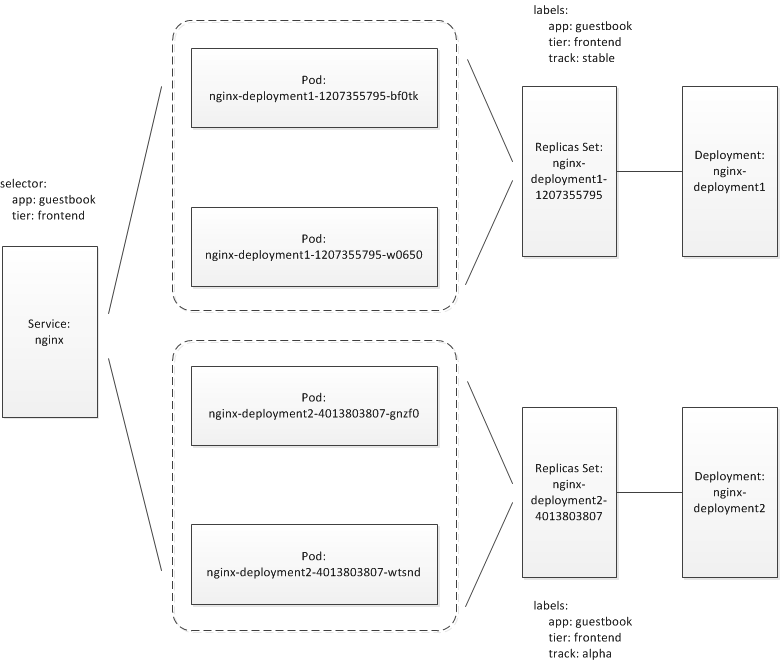 labels:
app: guestbook
tier: frontend
track: stable
Pod:
nginx-deployment1-1207355795-bf0tk
Replicas Set:
nginx-
deployment1-
1207355795
Deployment:
nginx-
deployment1
selector:
app: guestbook
tier: frontend
Pod:
nginx-deployment1-1207355795-w0650
Service:
nginx
Pod:
nginx-deployment2-4013803807-gnzf0
Replicas Set:
nginx-
deployment2-
4013803807
Deployment:
nginx-
deployment2
Pod:
nginx-deployment2-4013803807-wtsnd
labels:
app: guestbook
tier: frontend
track: alpha